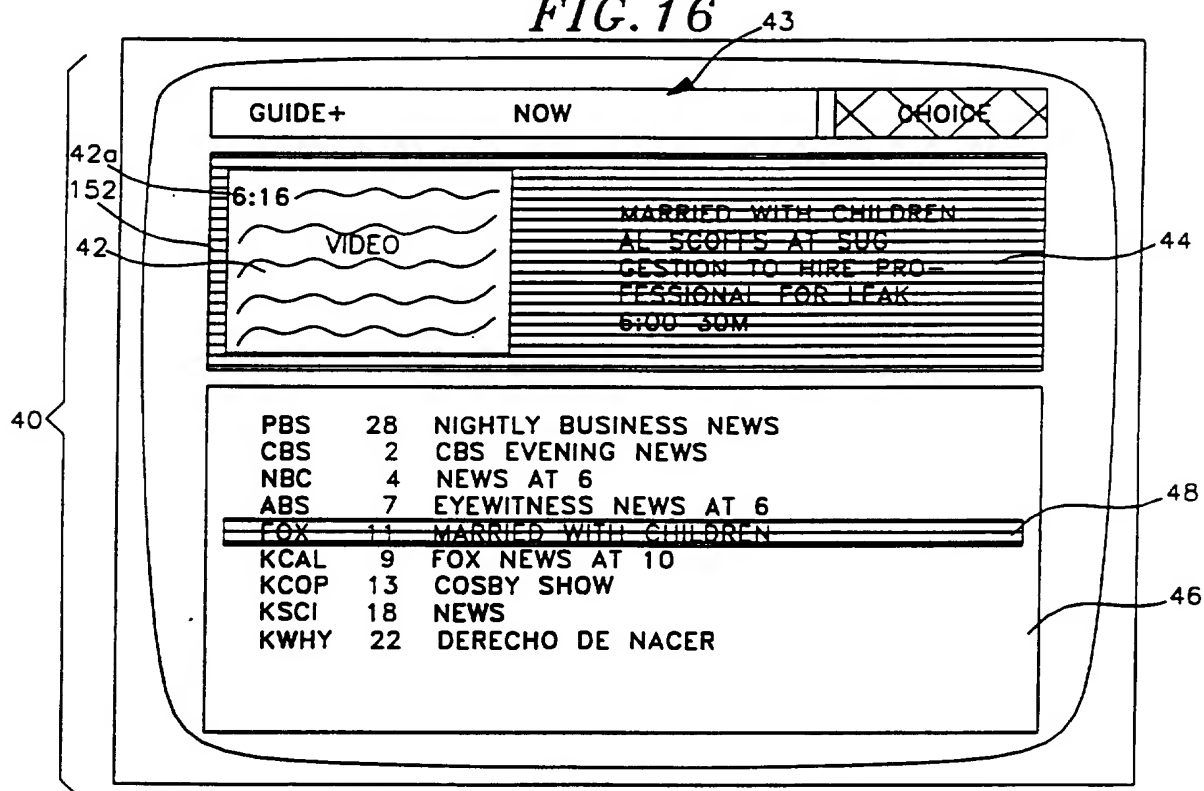 FIG. 16
43
GUIDE+ NOW CHOICE
42a
152
42
40
6:16
VIDEO
MARRIED WITH CHILDREN
AL SCOFFS AT SUG
GESTION TO HIRE PRO-
FESSIONAL FOR LEAK
6:00 30M
44
PBS 28 NIGHTLY BUSINESS NEWS
CBS 2 CBS EVENING NEWS
NBC 4 NEWS AT 6
ABS 7 EYEWITNESS NEWS AT 6
FOX 11 MARRIED WITH CHILDREN
KCAL 9 FOX NEWS AT 10
KCOP 13 COSBY SHOW
KSCI 18 NEWS
KWHY 22 DERECHO DE NACER
48
46